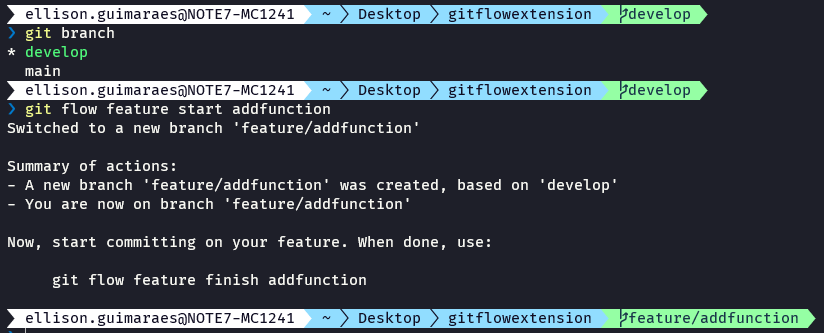 ellison.guimaraes@NOTE7-MC1241 ~ Desktop gitflowextension develop
❯ git branch
* develop
main
ellison.guimaraes@NOTE7-MC1241 ~ Desktop gitflowextension develop
❯ git flow feature start addfunction
Switched to a new branch 'feature/addfunction'
Summary of actions:
- A new branch 'feature/addfunction' was created, based on 'develop'
- You are now on branch 'feature/addfunction'
Now, start committing on your feature. When done, use:
git flow feature finish addfunction
ellison.guimaraes@NOTE7-MC1241 ~ Desktop gitflowextension feature/addfunction